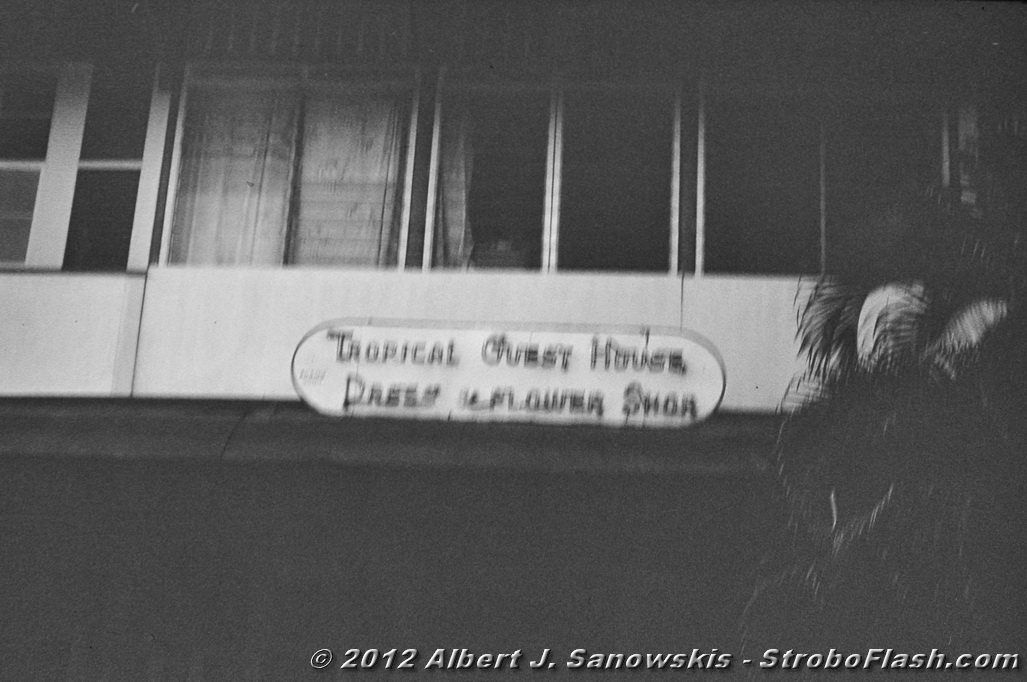 Tropical Guest House
Dress & Flower Shop
© 2012 Albert J. Sanowskis - StroboFlash.com